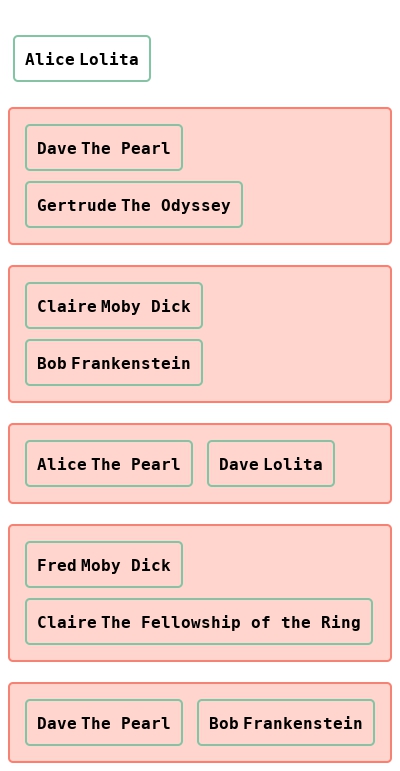 Alice Lolita
Dave The Pearl
Gertrude The Odyssey
Claire Moby Dick
Bob Frankenstein
Alice The Pearl Dave Lolita
Fred Moby Dick
Claire The Fellowship of the Ring
Dave The Pearl Bob Frankenstein